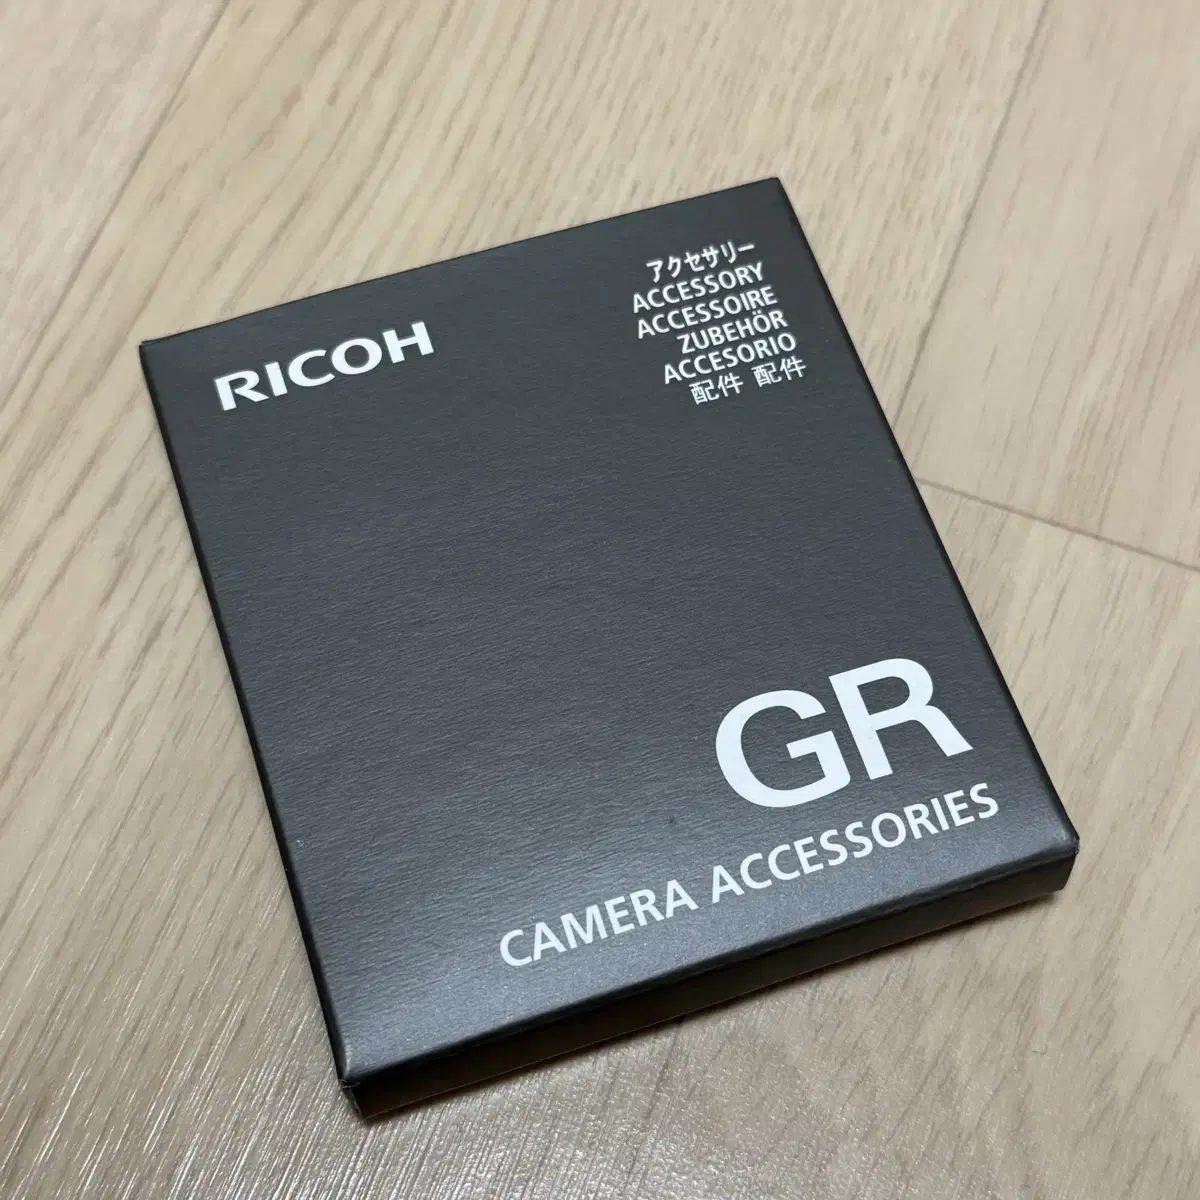 RICOH
アクセサリー
ACCESSORY
ACCESSOIRE
ZUBEHÖR
ACCESORIO
配件 配件
GR
CAMERA ACCESSORIES